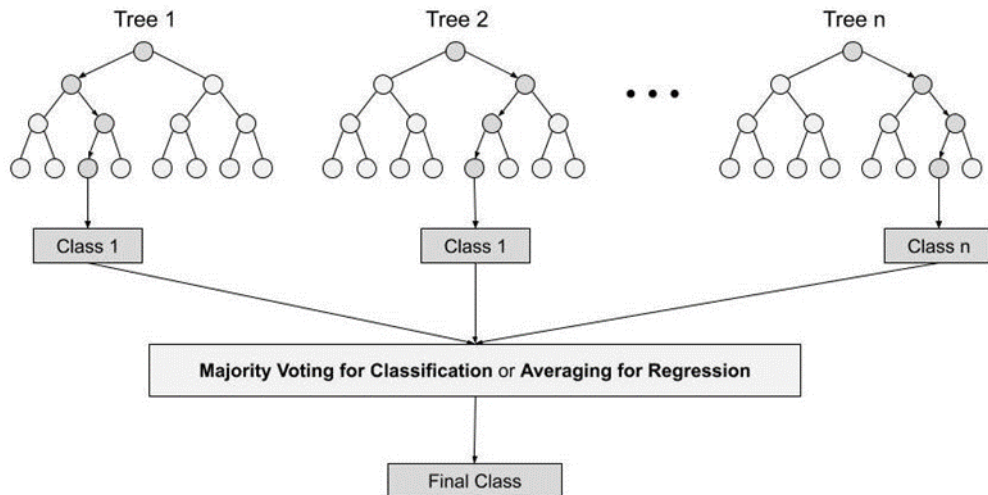 Tree 1
Tree 2
Tree n
Class 1
Class 1
Class n
Majority Voting for Classification or Averaging for Regression
Final Class